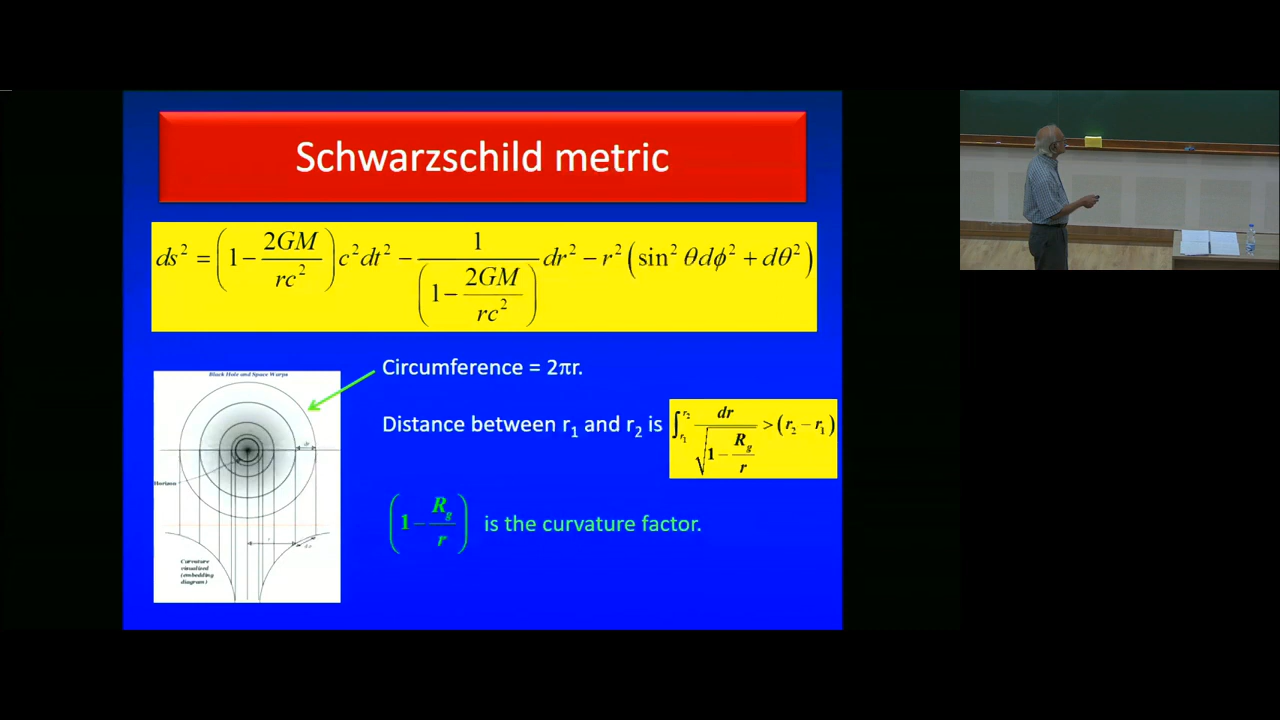 Schwarzschild metric
ds² = (1 − 2GM/rc²) c²dt² − 1/(1 − 2GM/rc²) dr² − r² (sin² θdϕ² + dθ²)
Black Hole and Space Warps
Circumference = 2πr.
Distance between r₁ and r₂ is ∫_{r₁}^{r₂} dr/√(1 − R_g/r) > (r₂ − r₁)
Horizon
(1 − R_g/r) is the curvature factor.
Curvature
visualized
(embedding
diagram)